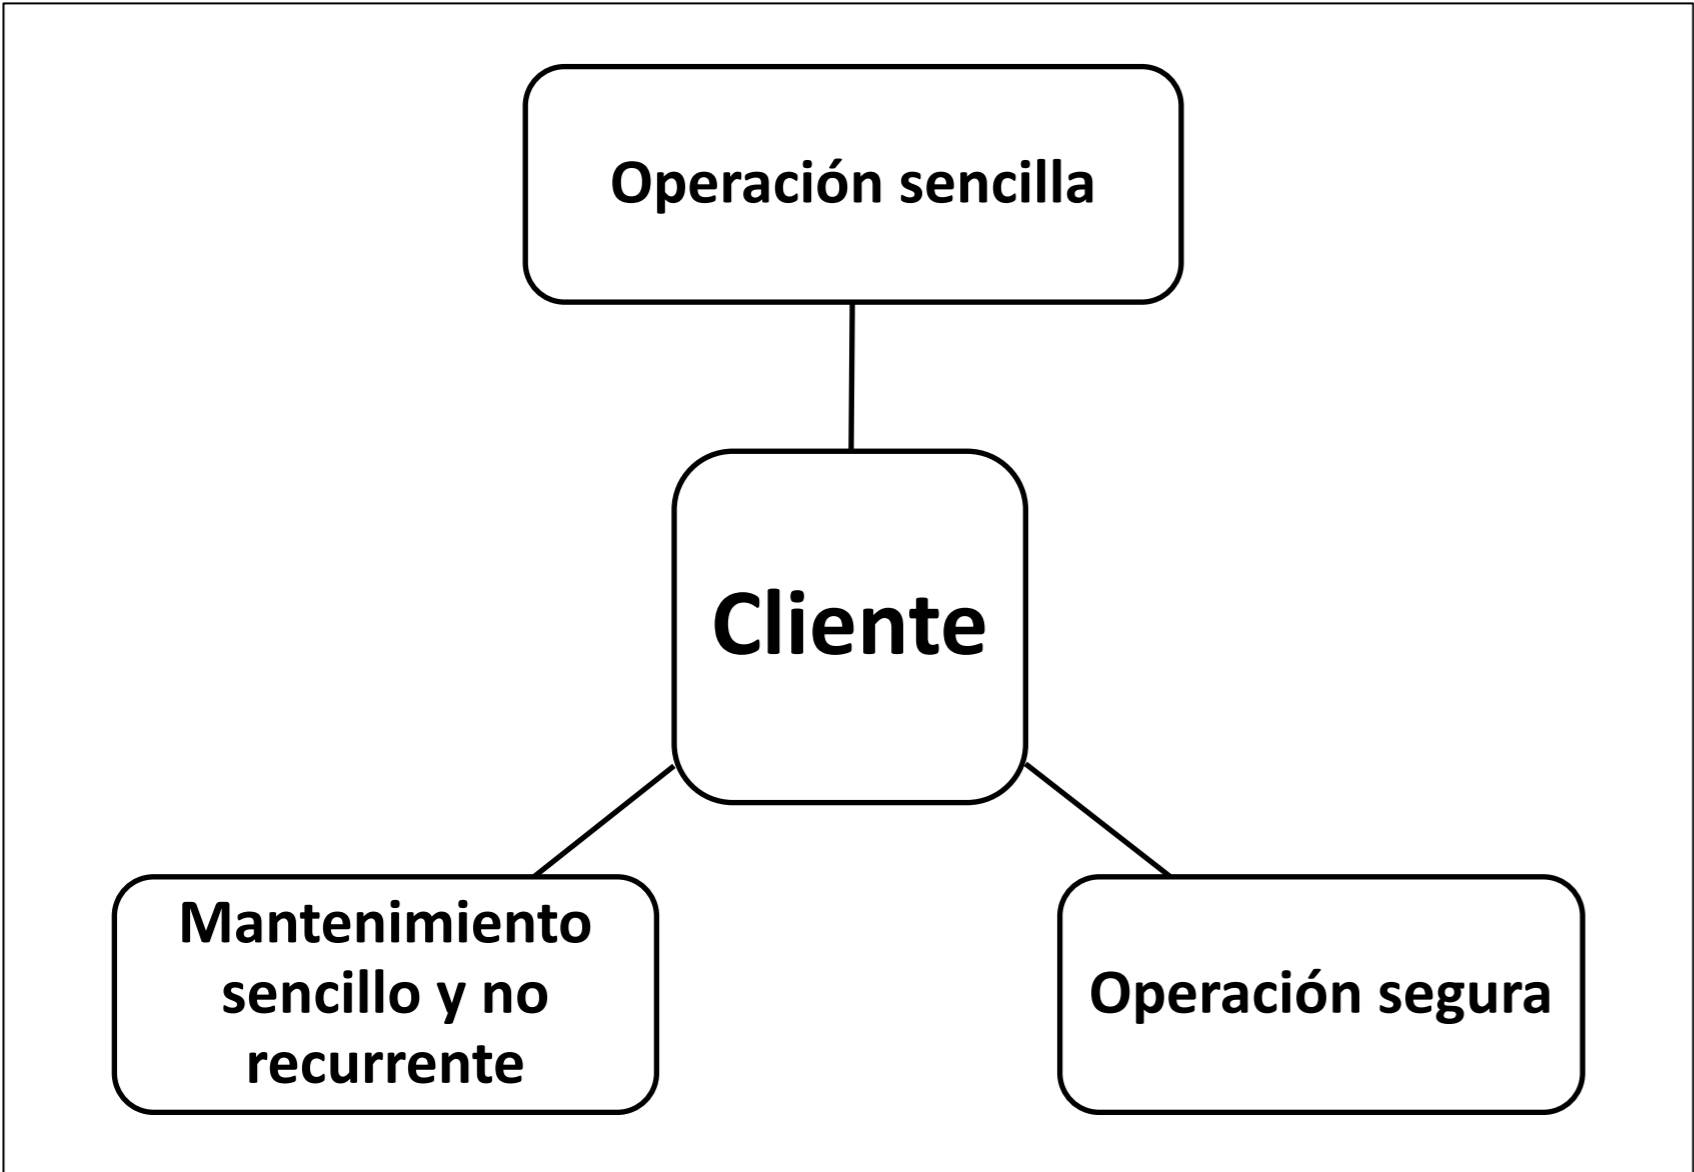 Operación sencilla
Cliente
Mantenimiento
sencillo y no
recurrente
Operación segura